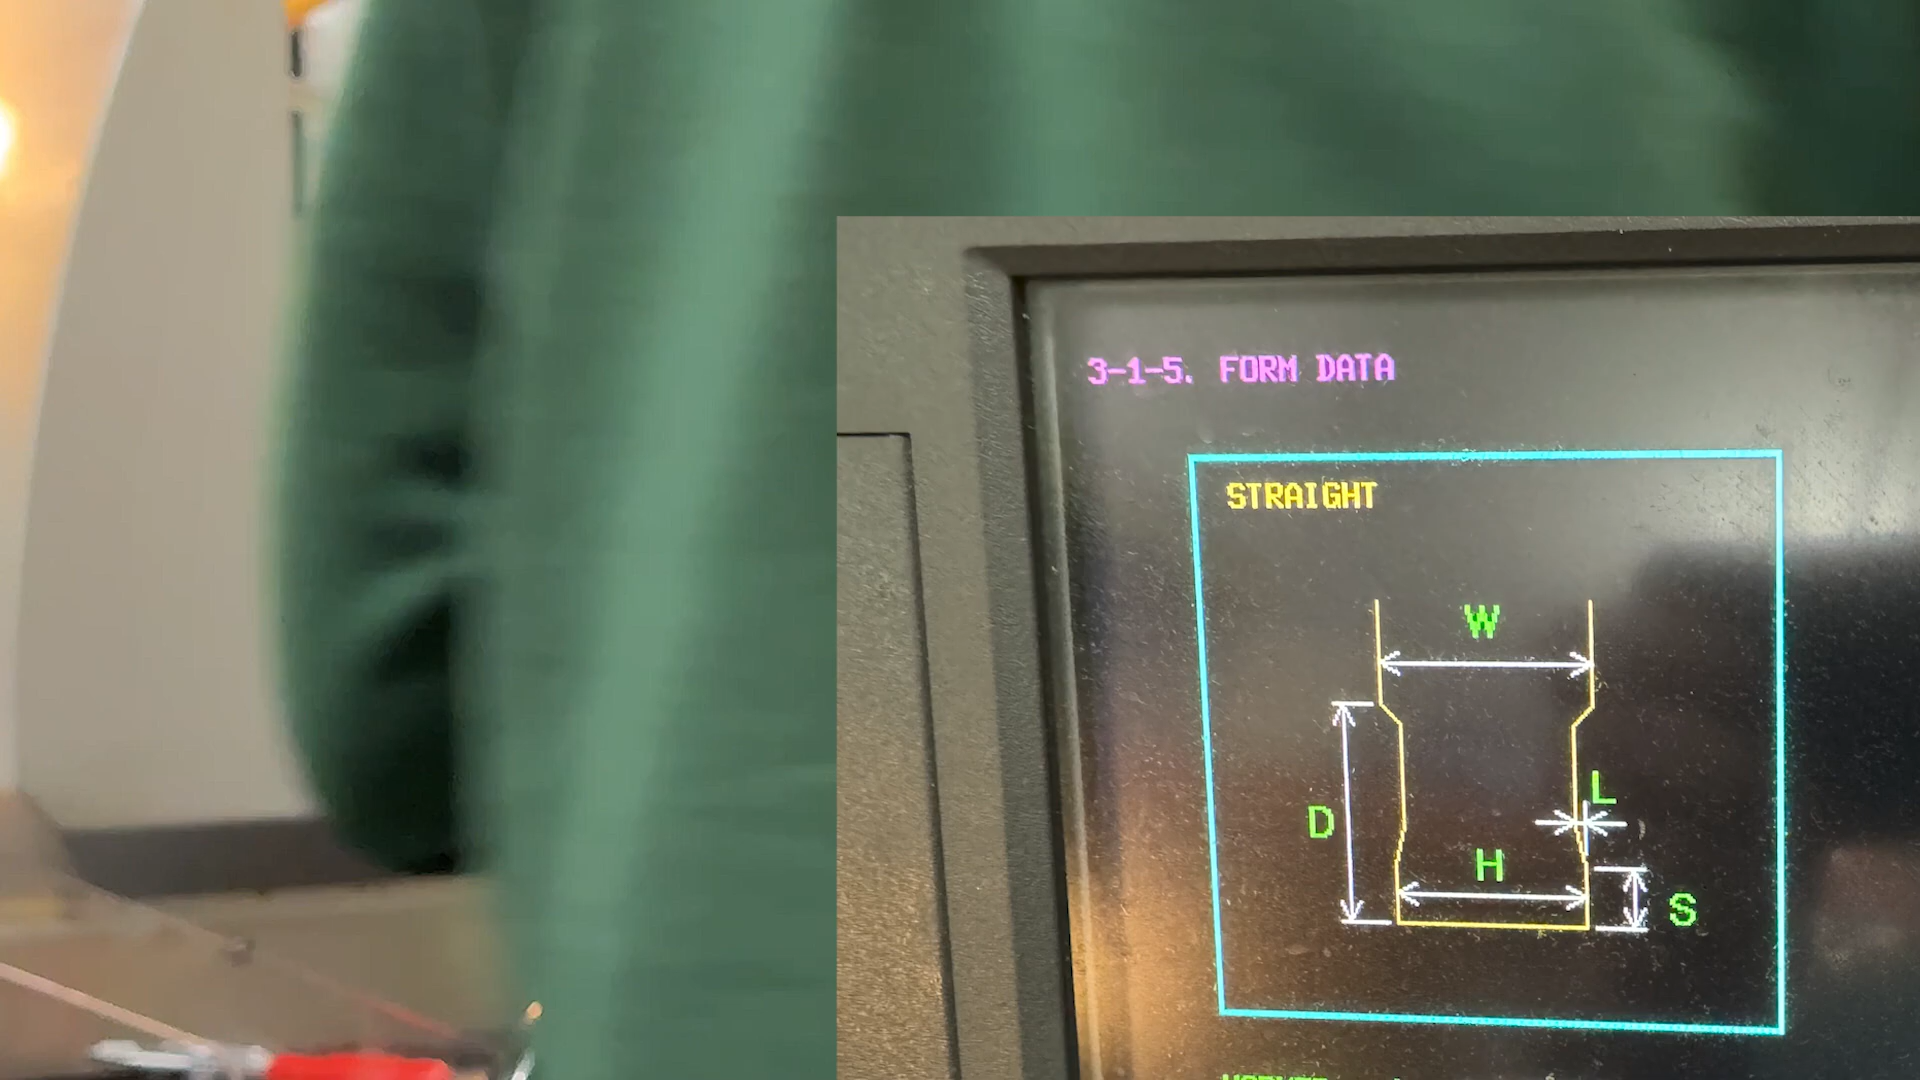 3-1-5. FORM DATA
STRAIGHT
W
L
D
H
S